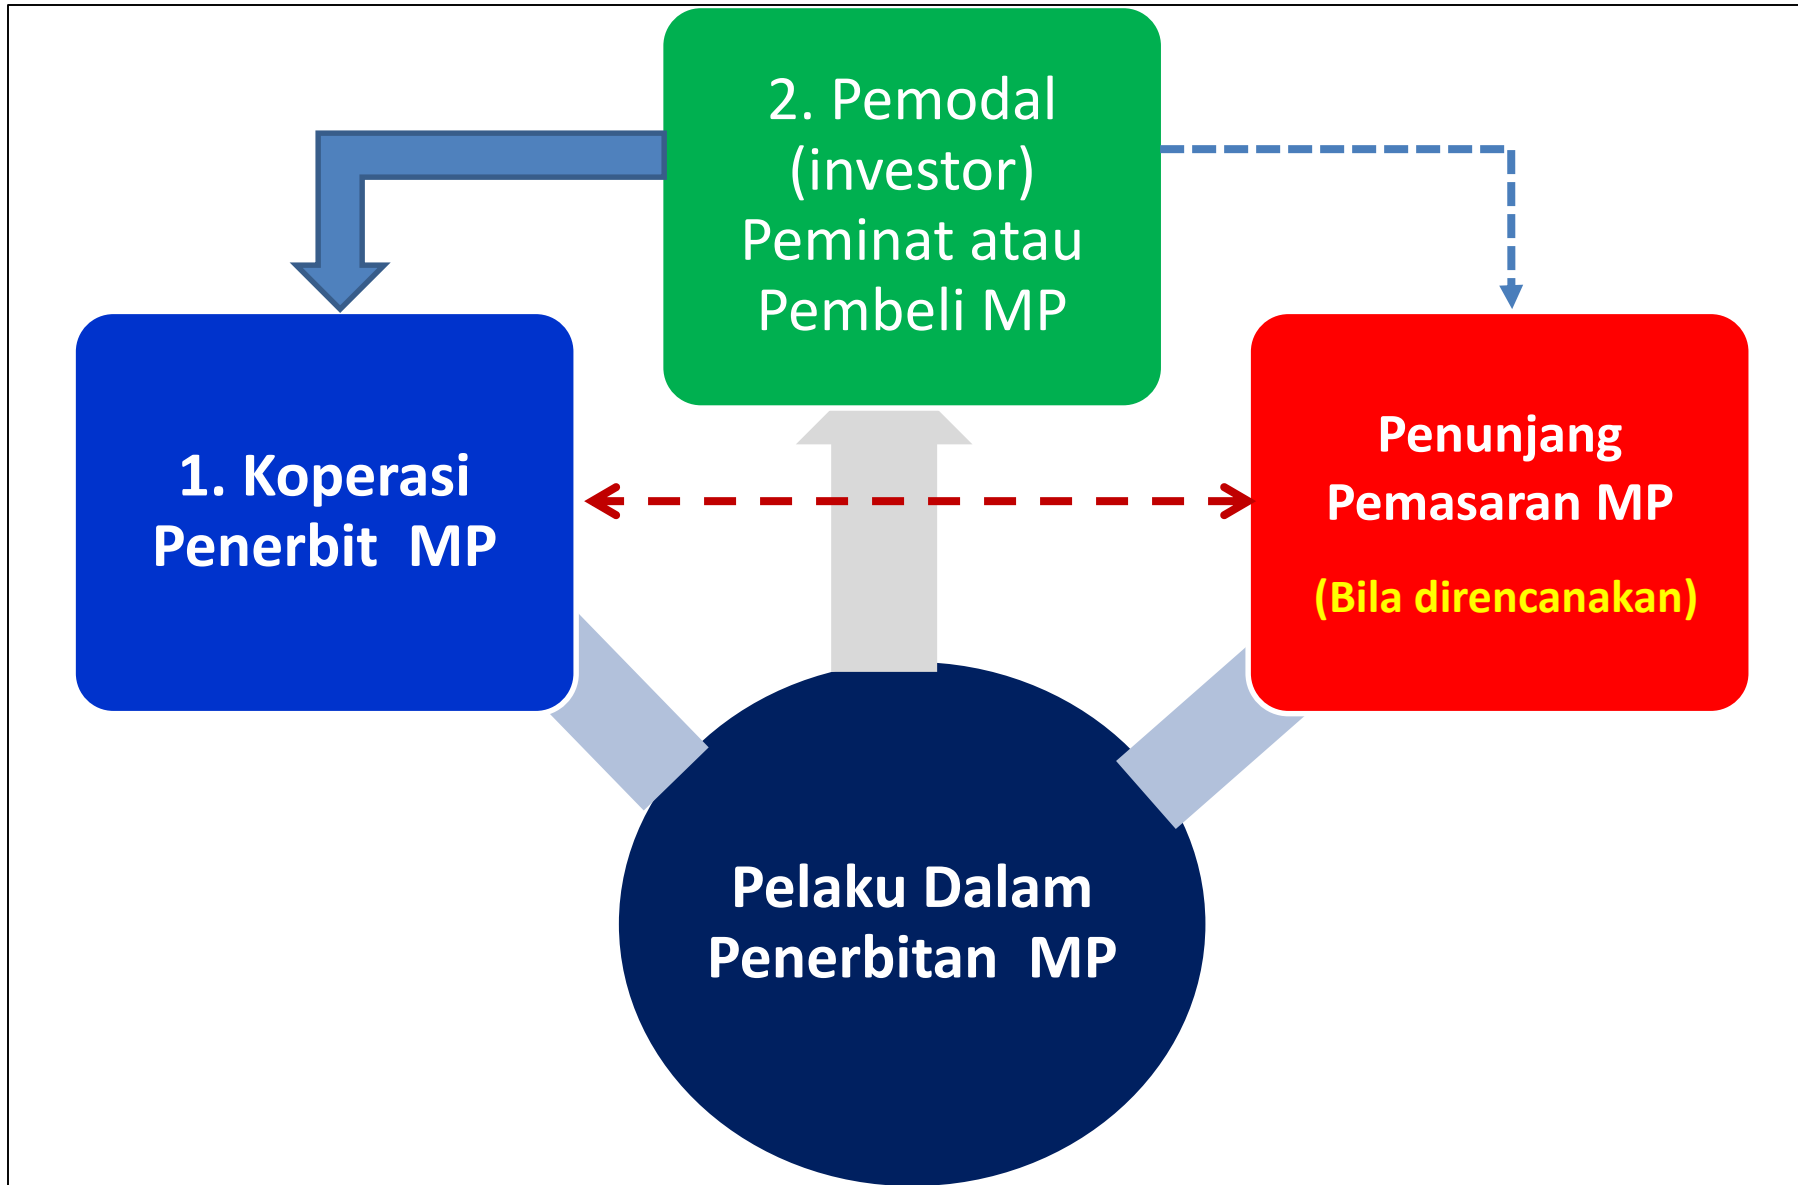 2. Pemodal
(investor)
Peminat atau
Pembeli MP
1. Koperasi
Penerbit  MP
Penunjang
Pemasaran MP
(Bila direncanakan)
Pelaku Dalam
Penerbitan  MP